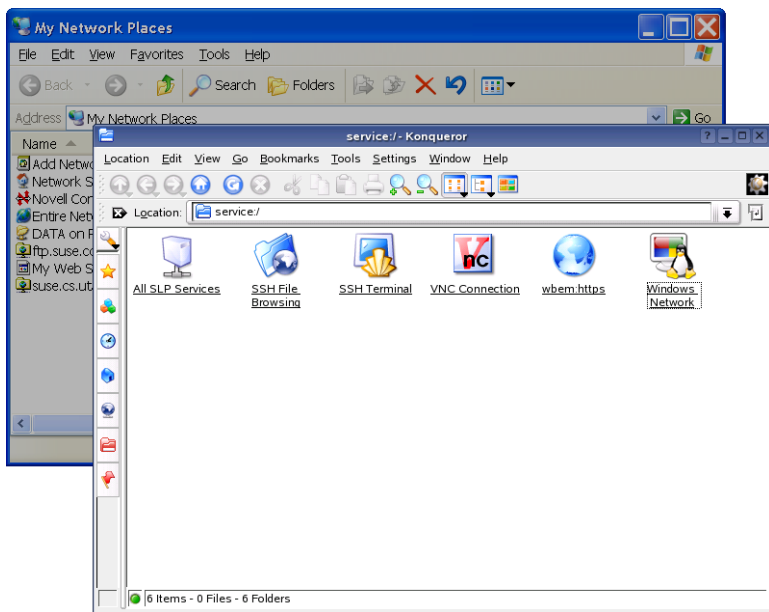 My Network Places
File Edit View Favorites Tools Help
Back Search Folders
Address My Network Places Go
Name
Add Netwo
Network S
Novell Con
Entire Net
DATA on
ftp.suse.co
My Web S
suse.cs.ut
service:/ - Konqueror
Location Edit View Go Bookmarks Tools Settings Window Help
Location: service:/
All SLP Services
SSH File Browsing
SSH Terminal
VNC Connection
wbem:https
Windows Network
6 Items - 0 Files - 6 Folders